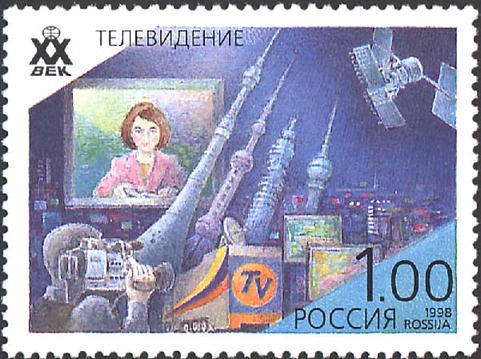 XX
ВЕК
ТЕЛЕВИДЕНИЕ
TV
1.00
РОССИЯ
1998
ROSSIJA